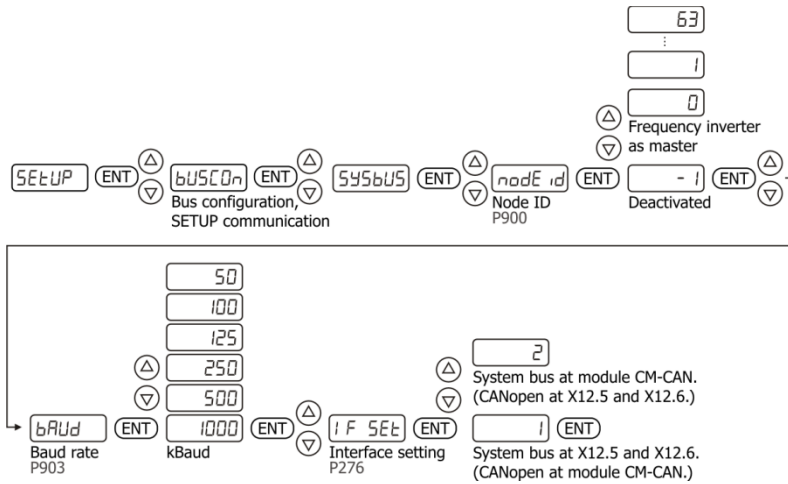 63
⋮
1
0
Frequency inverter
as master
SEtUP
ENT
bUSCOn
ENT
SYSbUS
ENT
nodE id
ENT
-1
ENT
Bus configuration,
SETUP communication
Node ID
P900
Deactivated
50
100
125
250
500
bAUd
ENT
1000
ENT
I F SEt
ENT
2
System bus at module CM-CAN.
(CANopen at X12.5 and X12.6.)
1
ENT
Baud rate
P903
kBaud
Interface setting
P276
System bus at X12.5 and X12.6.
(CANopen at module CM-CAN.)